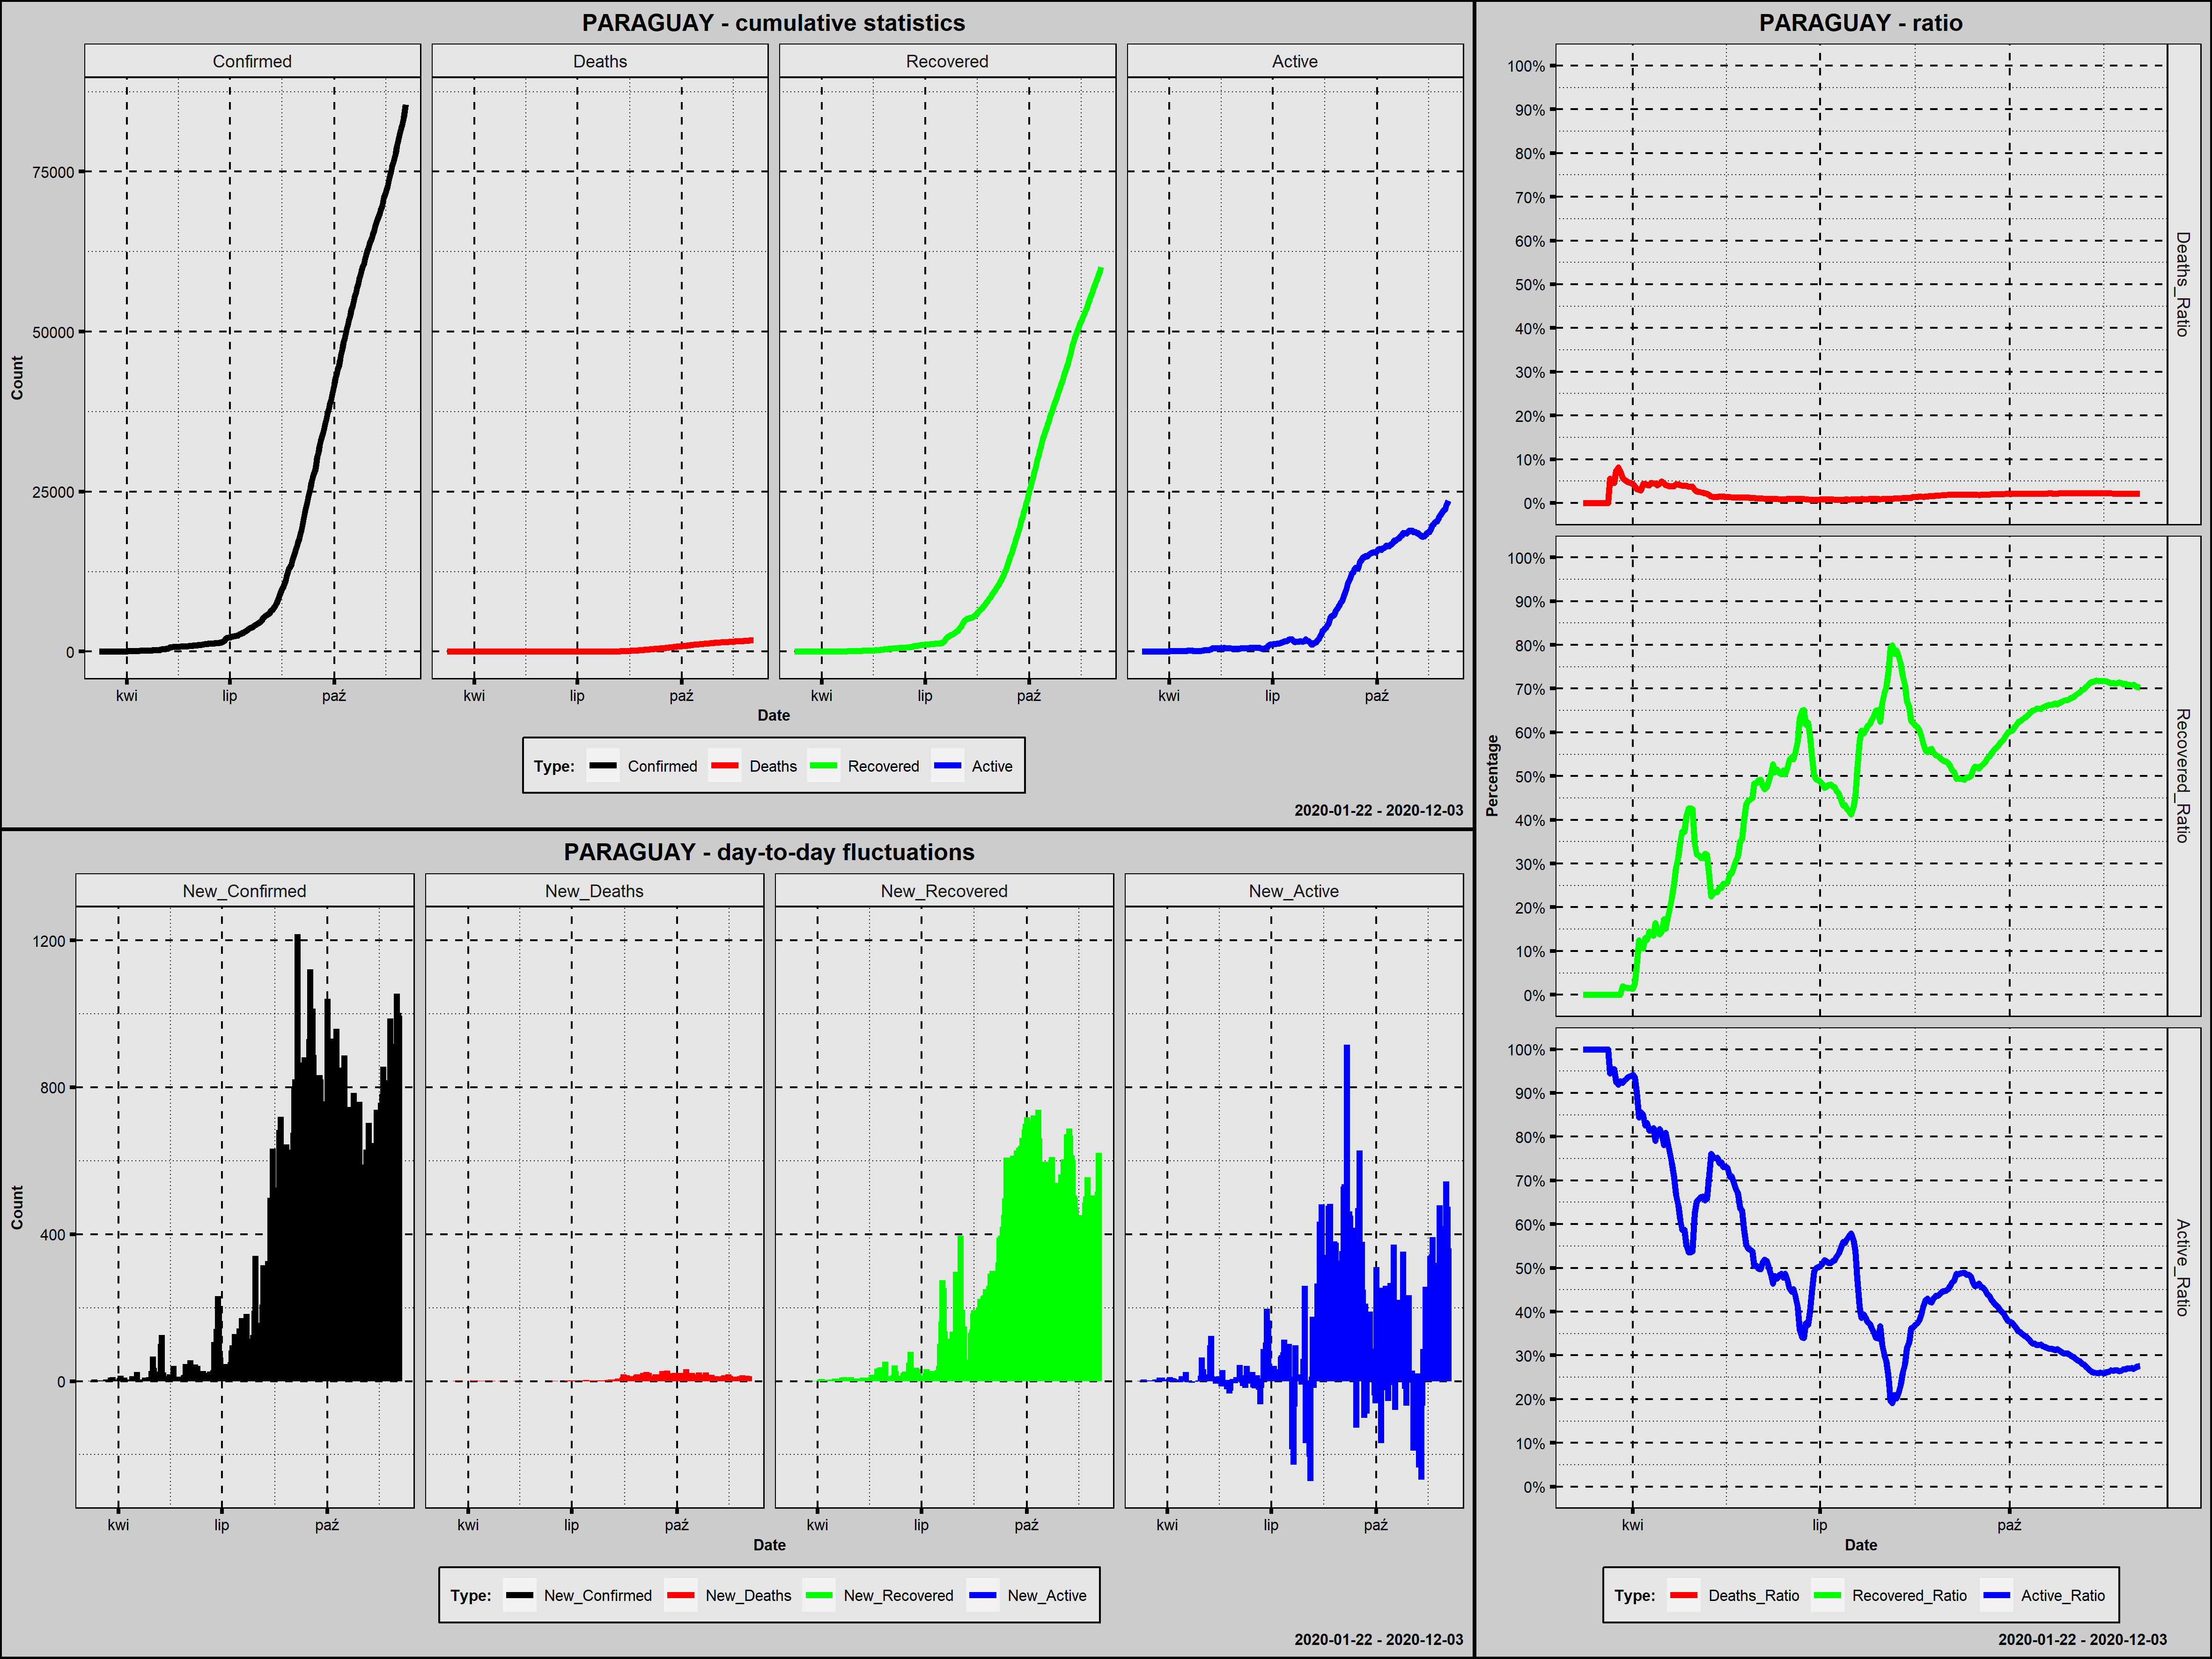 PARAGUAY - cumulative statistics
Confirmed Deaths Recovered Active
Count
75000
50000
25000
0
kwi lip paź kwi lip paź kwi lip paź kwi lip paź
Date
Type: Confirmed Deaths Recovered Active
2020-01-22 - 2020-12-03
PARAGUAY - day-to-day fluctuations
New_Confirmed New_Deaths New_Recovered New_Active
Count
1200
800
400
0
kwi lip paź kwi lip paź kwi lip paź kwi lip paź
Date
Type: New_Confirmed New_Deaths New_Recovered New_Active
2020-01-22 - 2020-12-03
PARAGUAY - ratio
Percentage
100%
90%
80%
70%
60%
50%
40%
30%
20%
10%
0%
Deaths_Ratio
100%
90%
80%
70%
60%
50%
40%
30%
20%
10%
0%
Recovered_Ratio
100%
90%
80%
70%
60%
50%
40%
30%
20%
10%
0%
Active_Ratio
kwi lip paź
Date
Type: Deaths_Ratio Recovered_Ratio Active_Ratio
2020-01-22 - 2020-12-03